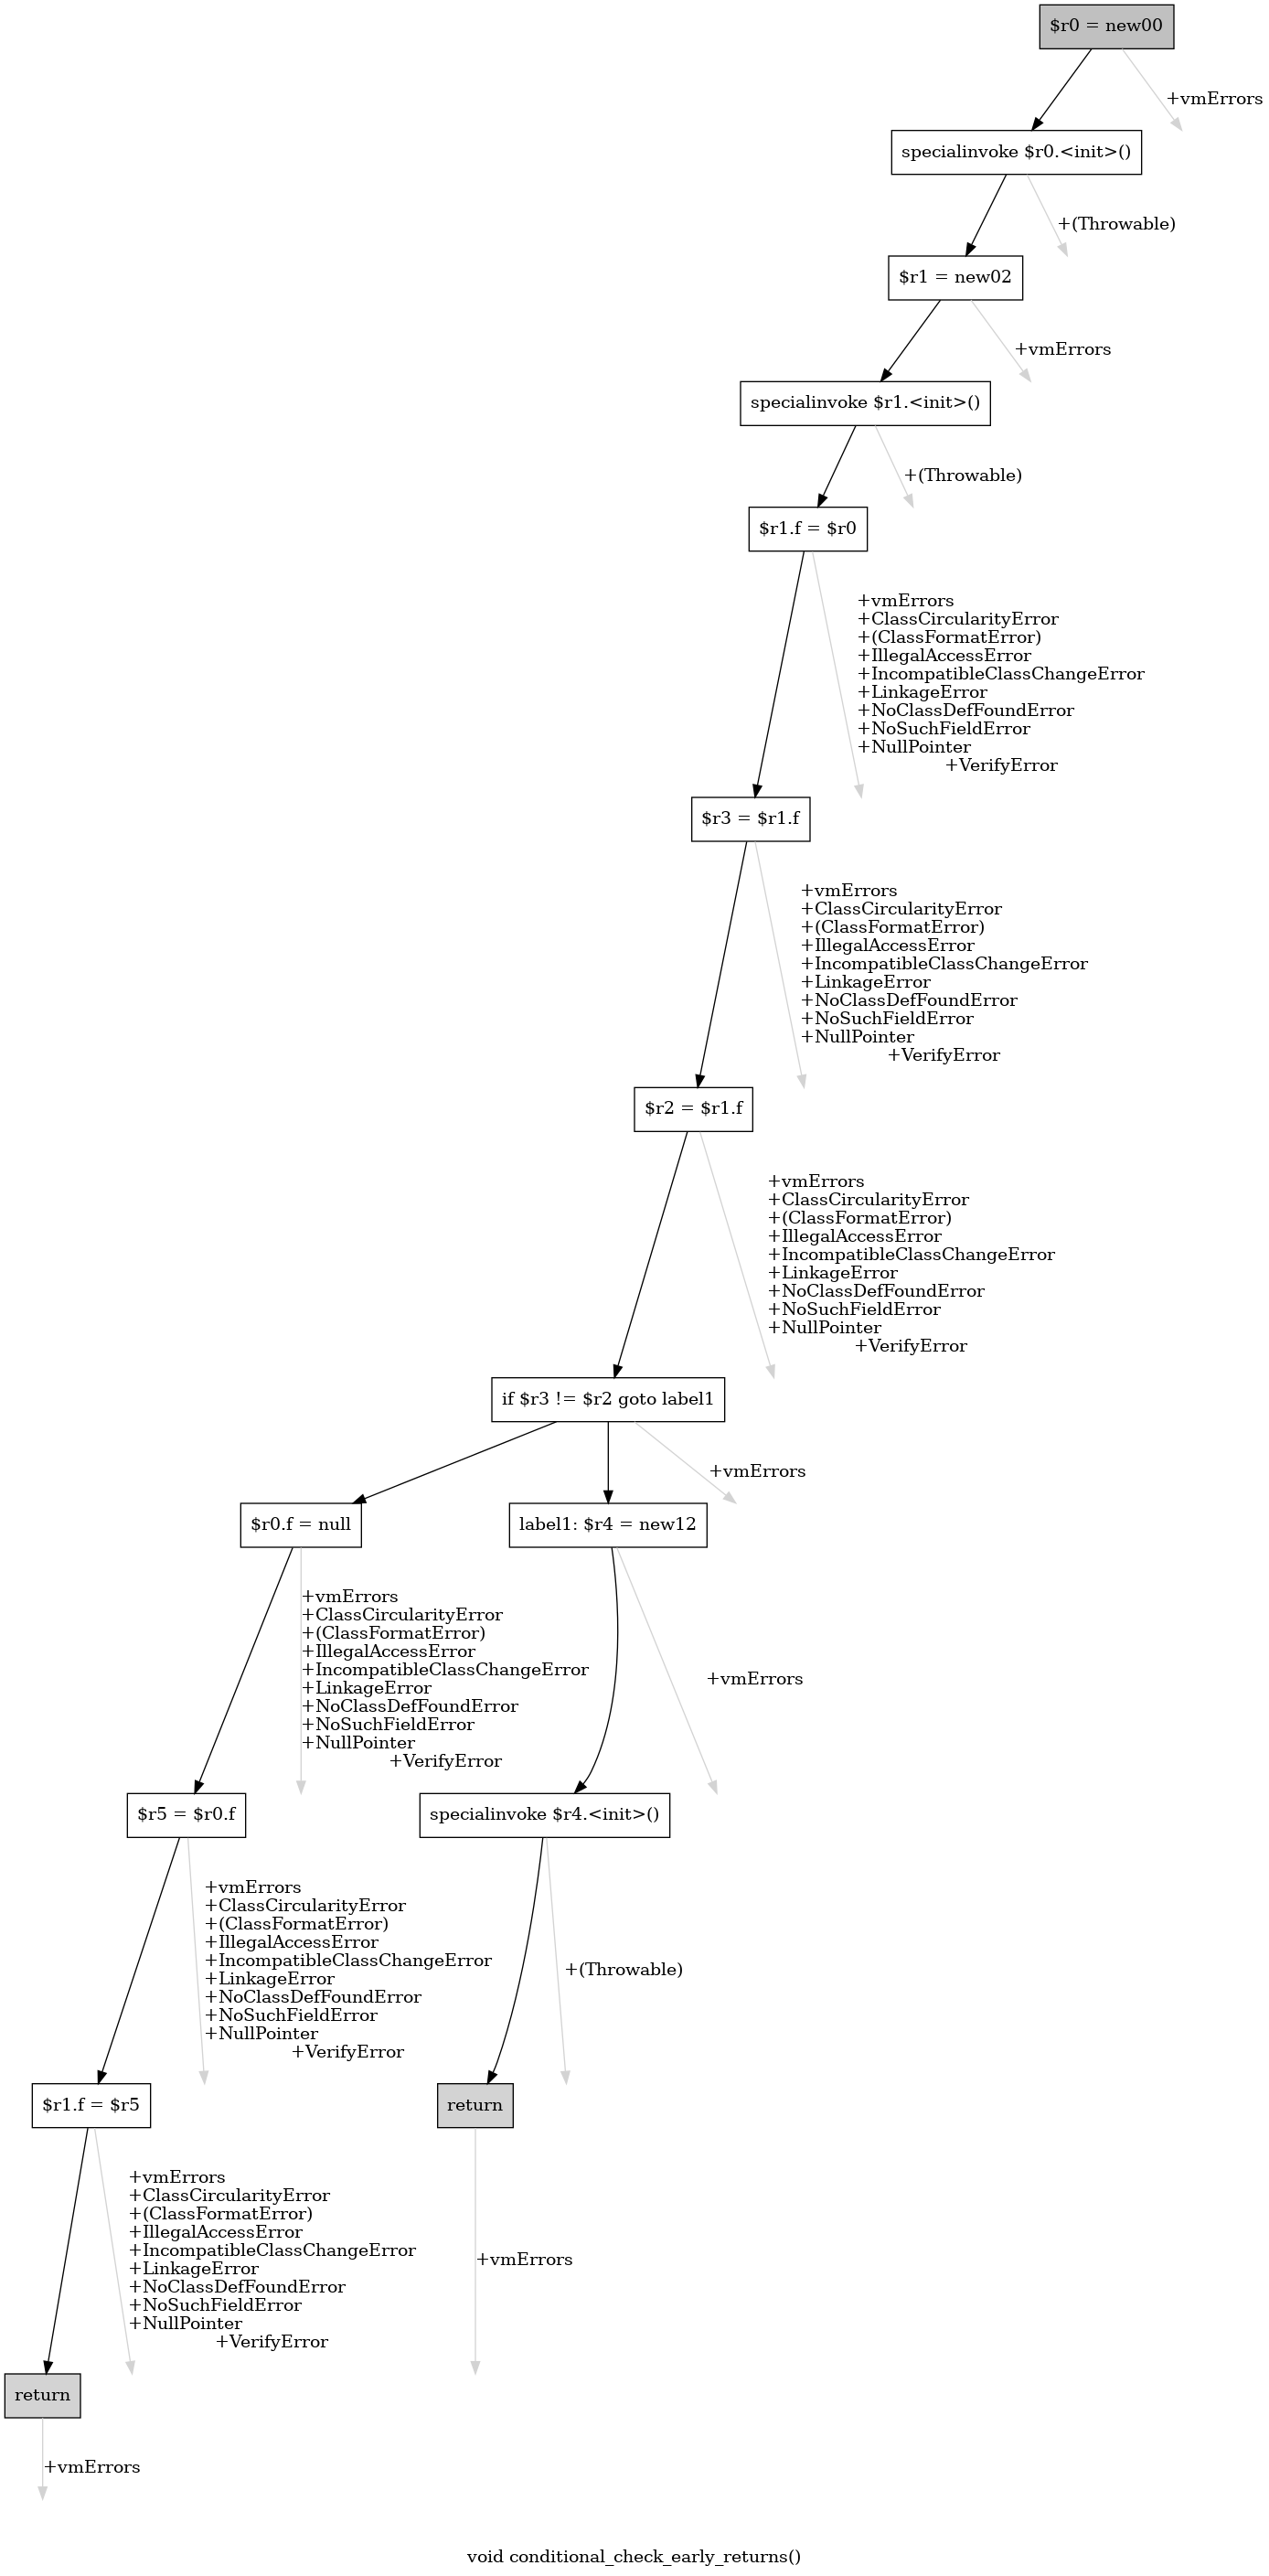 $r0 = new00
+vmErrors
specialinvoke $r0.<init>()
+(Throwable)
$r1 = new02
+vmErrors
specialinvoke $r1.<init>()
+(Throwable)
$r1.f = $r0
+vmErrors
+ClassCircularityError
+(ClassFormatError)
+IllegalAccessError
+IncompatibleClassChangeError
+LinkageError
+NoClassDefFoundError
+NoSuchFieldError
+NullPointer
+VerifyError
$r3 = $r1.f
+vmErrors
+ClassCircularityError
+(ClassFormatError)
+IllegalAccessError
+IncompatibleClassChangeError
+LinkageError
+NoClassDefFoundError
+NoSuchFieldError
+NullPointer
+VerifyError
$r2 = $r1.f
+vmErrors
+ClassCircularityError
+(ClassFormatError)
+IllegalAccessError
+IncompatibleClassChangeError
+LinkageError
+NoClassDefFoundError
+NoSuchFieldError
+NullPointer
+VerifyError
if $r3 != $r2 goto label1
+vmErrors
$r0.f = null
label1: $r4 = new12
+vmErrors
+ClassCircularityError
+(ClassFormatError)
+IllegalAccessError
+IncompatibleClassChangeError
+LinkageError
+NoClassDefFoundError
+NoSuchFieldError
+NullPointer
+VerifyError
+vmErrors
$r5 = $r0.f
specialinvoke $r4.<init>()
+vmErrors
+ClassCircularityError
+(ClassFormatError)
+IllegalAccessError
+IncompatibleClassChangeError
+LinkageError
+NoClassDefFoundError
+NoSuchFieldError
+NullPointer
+VerifyError
+(Throwable)
$r1.f = $r5
return
+vmErrors
+ClassCircularityError
+(ClassFormatError)
+IllegalAccessError
+IncompatibleClassChangeError
+LinkageError
+NoClassDefFoundError
+NoSuchFieldError
+NullPointer
+VerifyError
+vmErrors
return
+vmErrors
void conditional_check_early_returns()